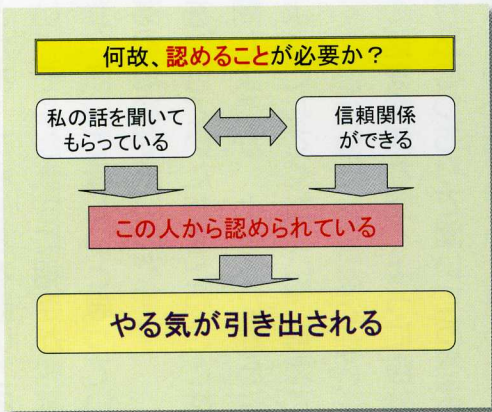 何故、認めることが必要か？
私の話を聞いて
もらっている
信頼関係
ができる
この人から認められている
やる気が引き出される